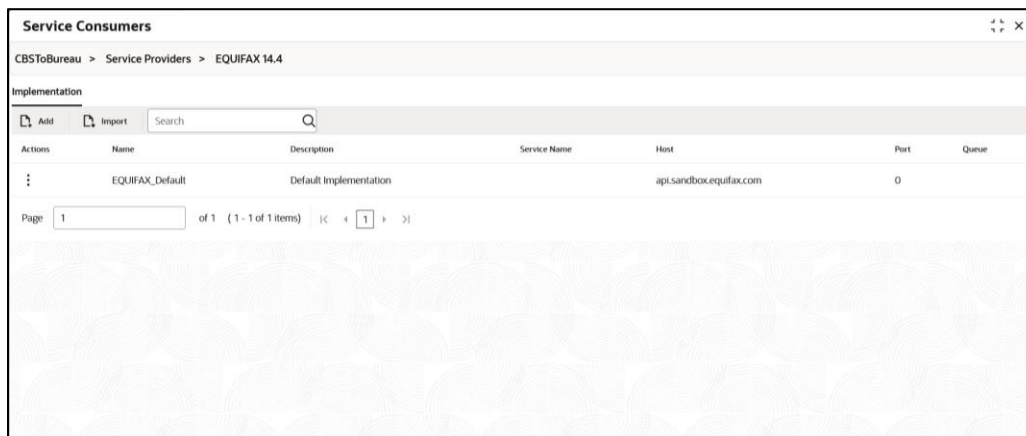 Service Consumers
CBSToBureau > Service Providers > EQUIFAX 14.4
Implementation
Add Import Search
Actions Name Description Service Name Host Port Queue
EQUIFAX_Default Default Implementation api.sandbox.equifax.com 0
Page 1 of 1 (1 - 1 of 1 items) 1